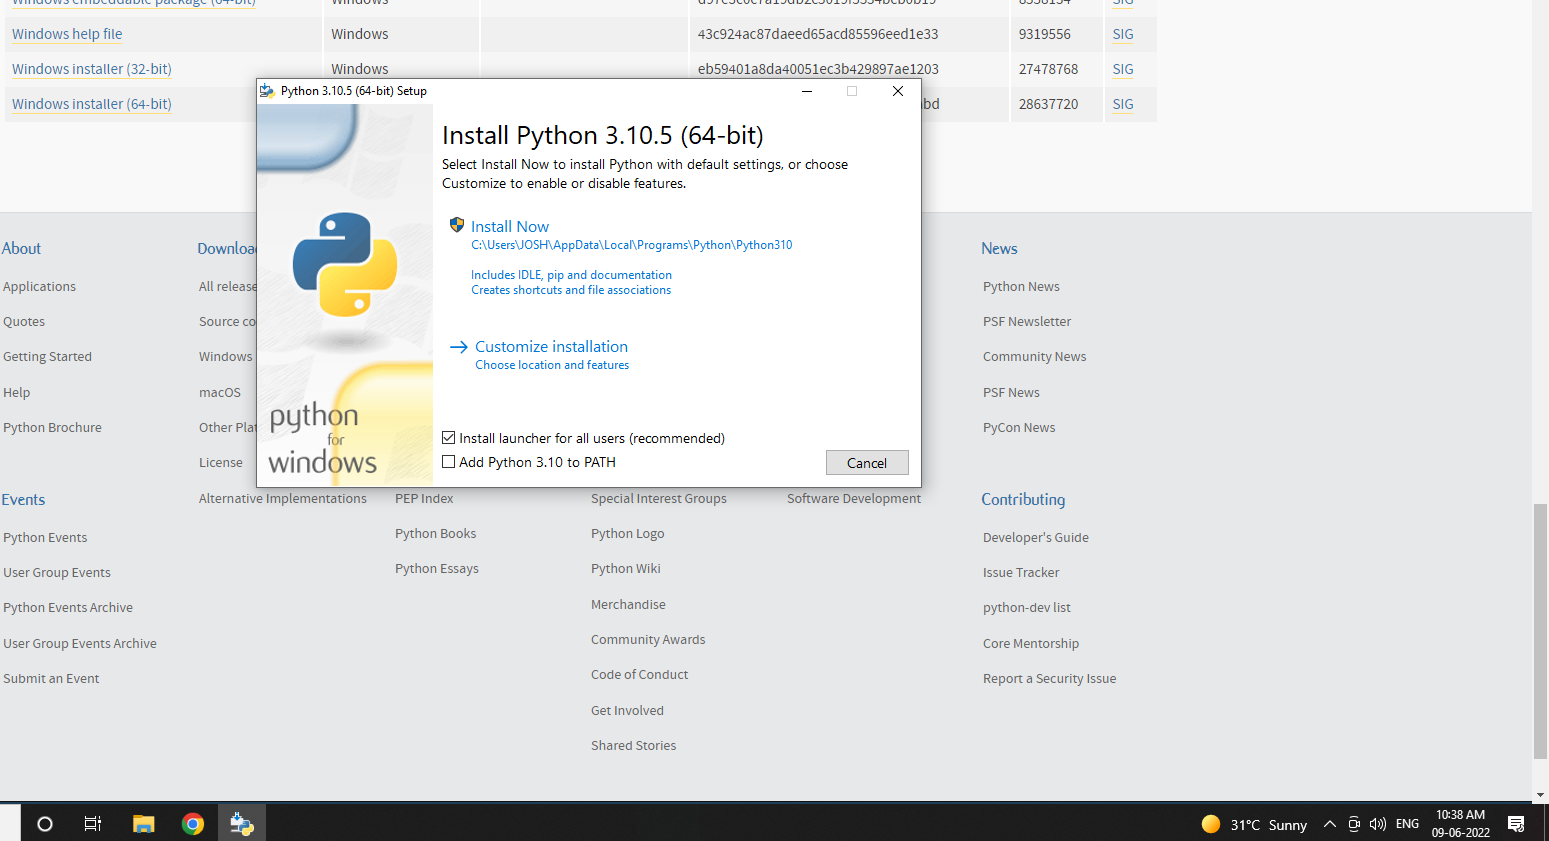 Windows embeddable package (64-bit) Windows 8558154 SIG
Windows help file Windows 43c924ac87daeed65acd85596eed1e33 9319556 SIG
Windows installer (32-bit) Windows eb59401a8da40051ec3b429897ae1203 27478768 SIG
Windows installer (64-bit) bd 28637720 SIG
Python 3.10.5 (64-bit) Setup
Install Python 3.10.5 (64-bit)
Select Install Now to install Python with default settings, or choose
Customize to enable or disable features.
Install Now
C:\Users\JOSH\AppData\Local\Programs\Python\Python310
Includes IDLE, pip and documentation
Creates shortcuts and file associations
Customize installation
Choose location and features
python
for
windows
Install launcher for all users (recommended)
Add Python 3.10 to PATH
Cancel
About
Applications
Quotes
Getting Started
Help
Python Brochure
Downloa
All release
Source co
Windows
macOS
Other Plat
License
Alternative Implementations
PEP Index
Python Books
Python Essays
Special Interest Groups
Python Logo
Python Wiki
Merchandise
Community Awards
Code of Conduct
Get Involved
Shared Stories
Software Development
News
Python News
PSF Newsletter
Community News
PSF News
PyCon News
Events
Python Events
User Group Events
Python Events Archive
User Group Events Archive
Submit an Event
Contributing
Developer's Guide
Issue Tracker
python-dev list
Core Mentorship
Report a Security Issue
31°C Sunny
ENG
10:38 AM
09-06-2022